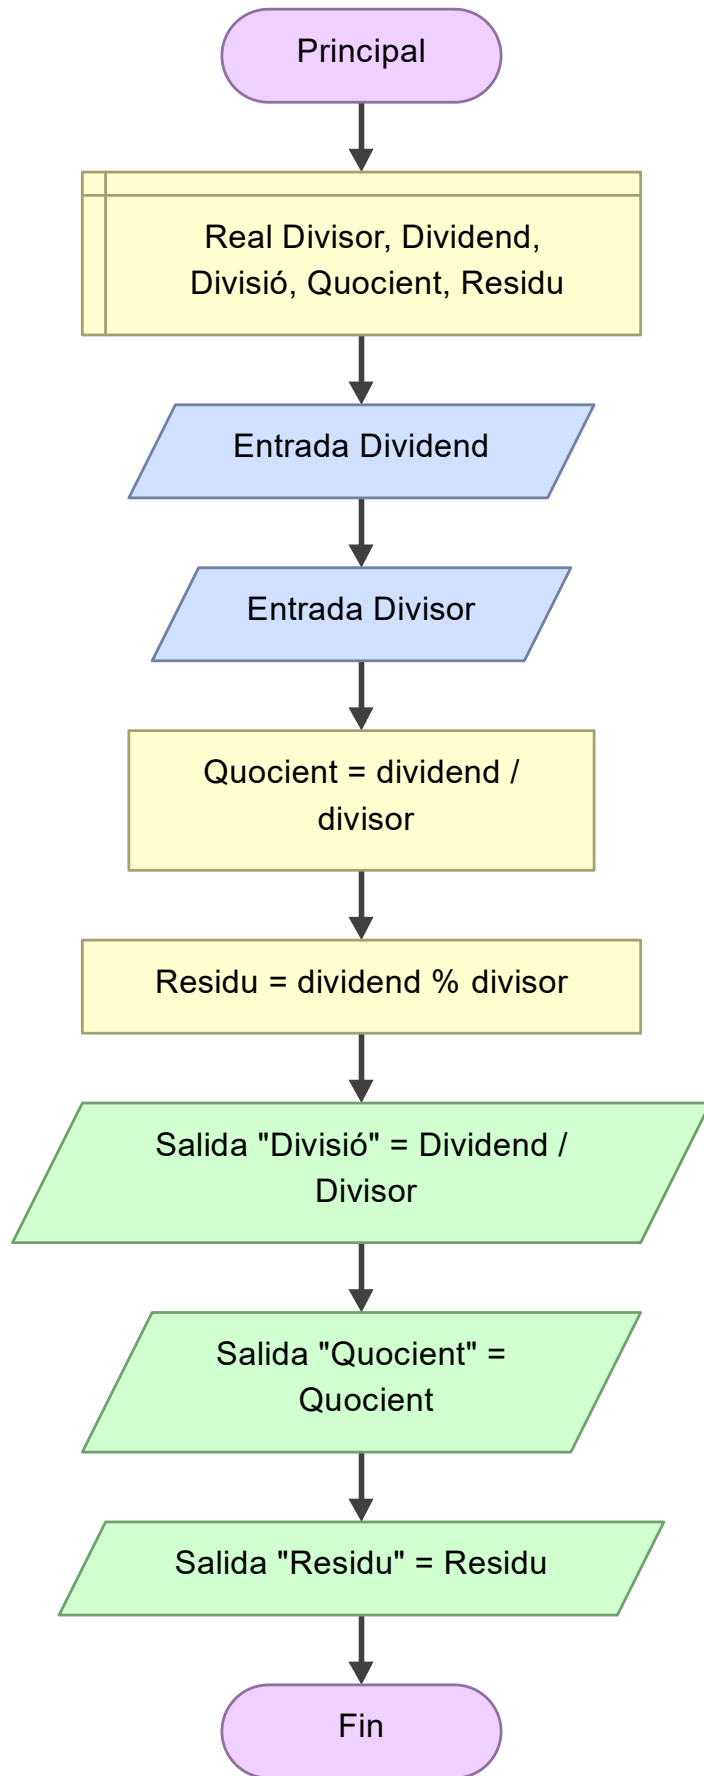 Principal
Real Divisor, Dividend,
Divisió, Quocient, Residu
Entrada Dividend
Entrada Divisor
Quocient = dividend /
divisor
Residu = dividend % divisor
Salida "Divisió" = Dividend /
Divisor
Salida "Quocient" =
Quocient
Salida "Residu" = Residu
Fin